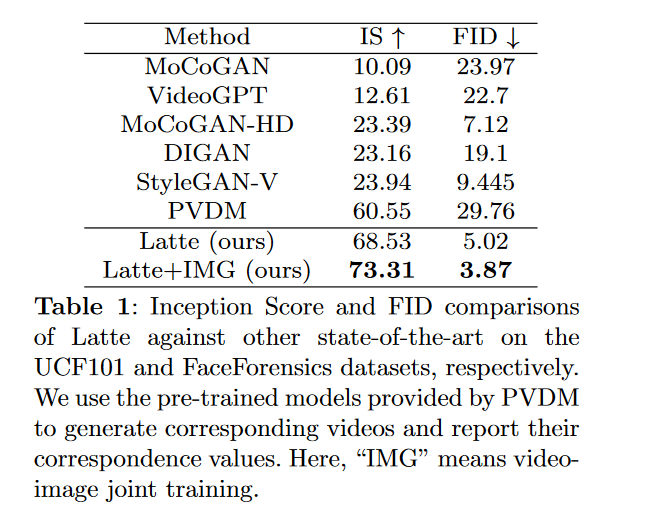 Method IS ↑ FID ↓
MoCoGAN 10.09 23.97
VideoGPT 12.61 22.7
MoCoGAN-HD 23.39 7.12
DIGAN 23.16 19.1
StyleGAN-V 23.94 9.445
PVDM 60.55 29.76
Latte (ours) 68.53 5.02
Latte+IMG (ours) 73.31 3.87
Table 1: Inception Score and FID comparisons
of Latte against other state-of-the-art on the
UCF101 and FaceForensics datasets, respectively.
We use the pre-trained models provided by PVDM
to generate corresponding videos and report their
correspondence values. Here, “IMG” means video-
image joint training.